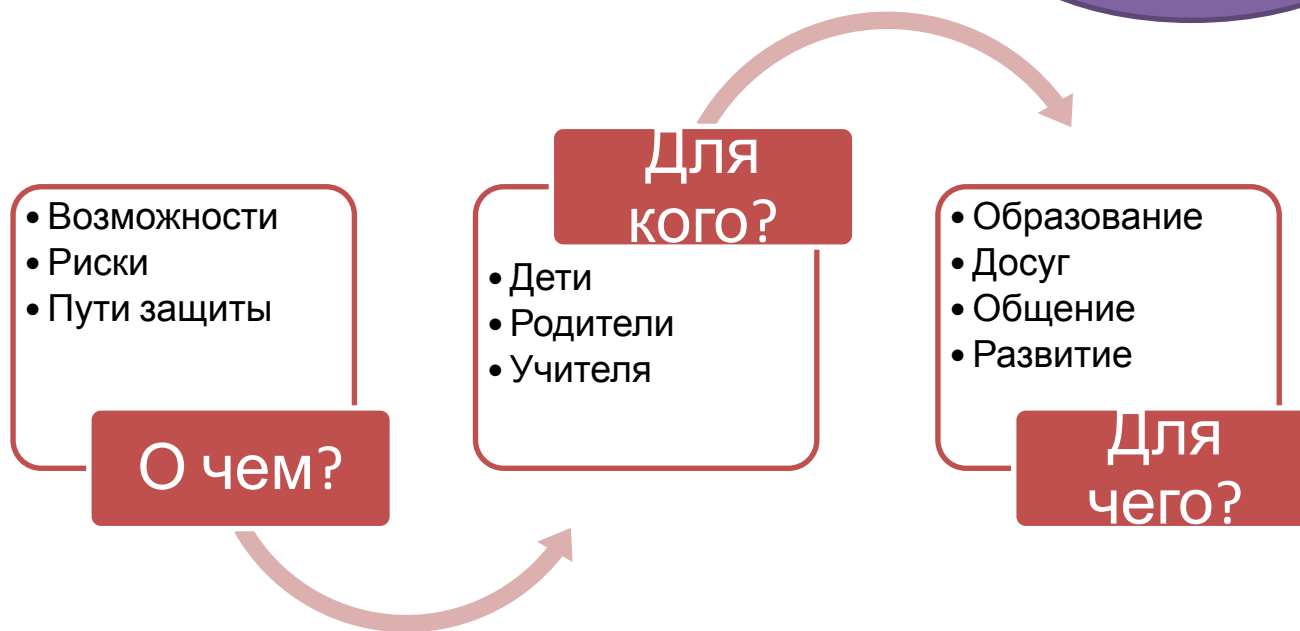 • Возможности
• Риски
• Пути защиты
О чем?
Для
кого?
• Дети
• Родители
• Учителя
• Образование
• Досуг
• Общение
• Развитие
Для
чего?